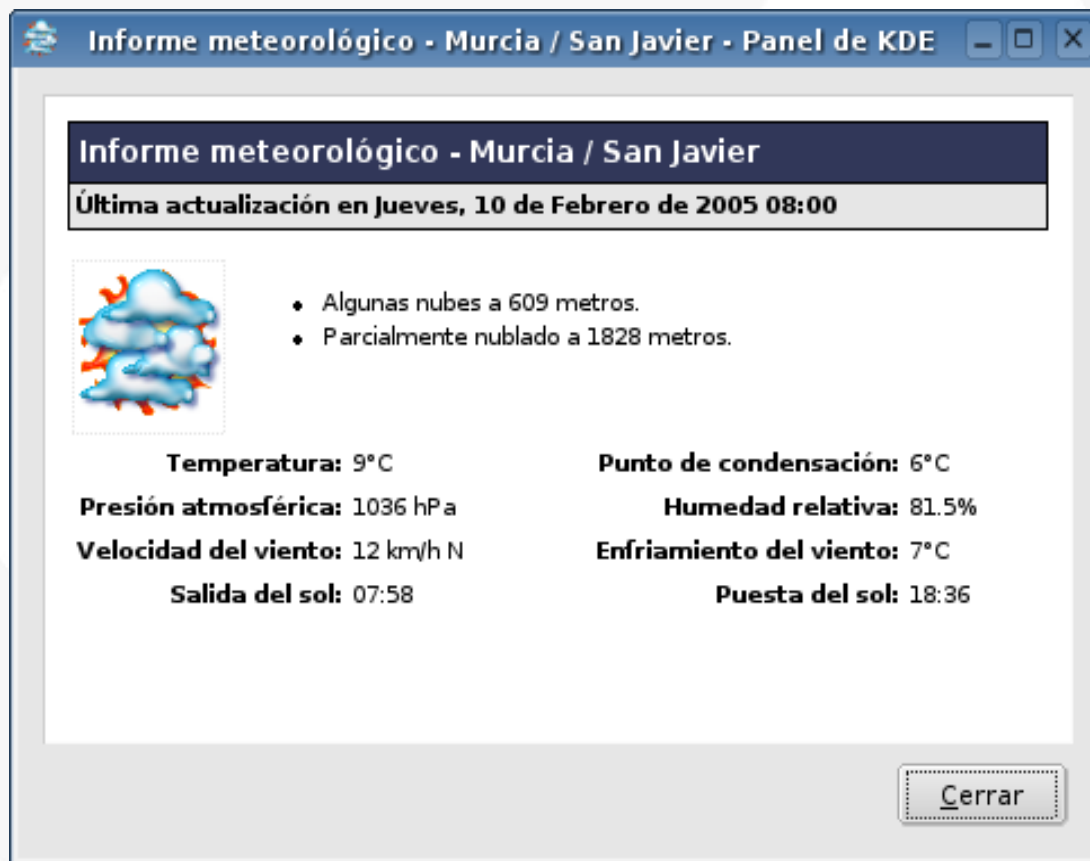 Informe meteorológico - Murcia / San Javier - Panel de KDE
Informe meteorológico - Murcia / San Javier
Última actualización en Jueves, 10 de Febrero de 2005 08:00
Algunas nubes a 609 metros.
Parcialmente nublado a 1828 metros.
Temperatura: 9°C Punto de condensación: 6°C
Presión atmosférica: 1036 hPa Humedad relativa: 81.5%
Velocidad del viento: 12 km/h N Enfriamiento del viento: 7°C
Salida del sol: 07:58 Puesta del sol: 18:36
Cerrar